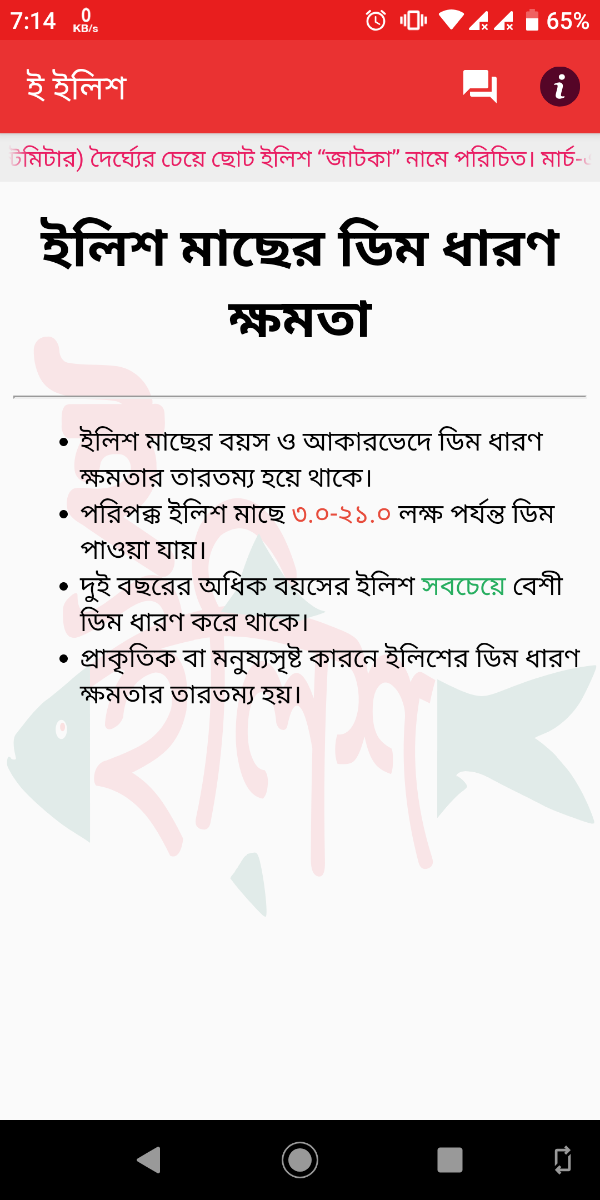 7:14
0
KB/s
65%
ই ইলিশ
i
টমিটার) দৈর্ঘ্যের চেয়ে ছোট ইলিশ “জাটকা” নামে পরিচিত। মার্চ-
ইলিশ মাছের ডিম ধারণ
ক্ষমতা
• ইলিশ মাছের বয়স ও আকারভেদে ডিম ধারণ
ক্ষমতার তারতম্য হয়ে থাকে।
• পরিপক্ক ইলিশ মাছে ৩.০-২১.০ লক্ষ পর্যন্ত ডিম
পাওয়া যায়।
• দুই বছরের অধিক বয়সের ইলিশ সবচেয়ে বেশী
ডিম ধারণ করে থাকে।
• প্রাকৃতিক বা মনুষ্যসৃষ্ট কারনে ইলিশের ডিম ধারণ
ক্ষমতার তারতম্য হয়।
ই
ইলিশ